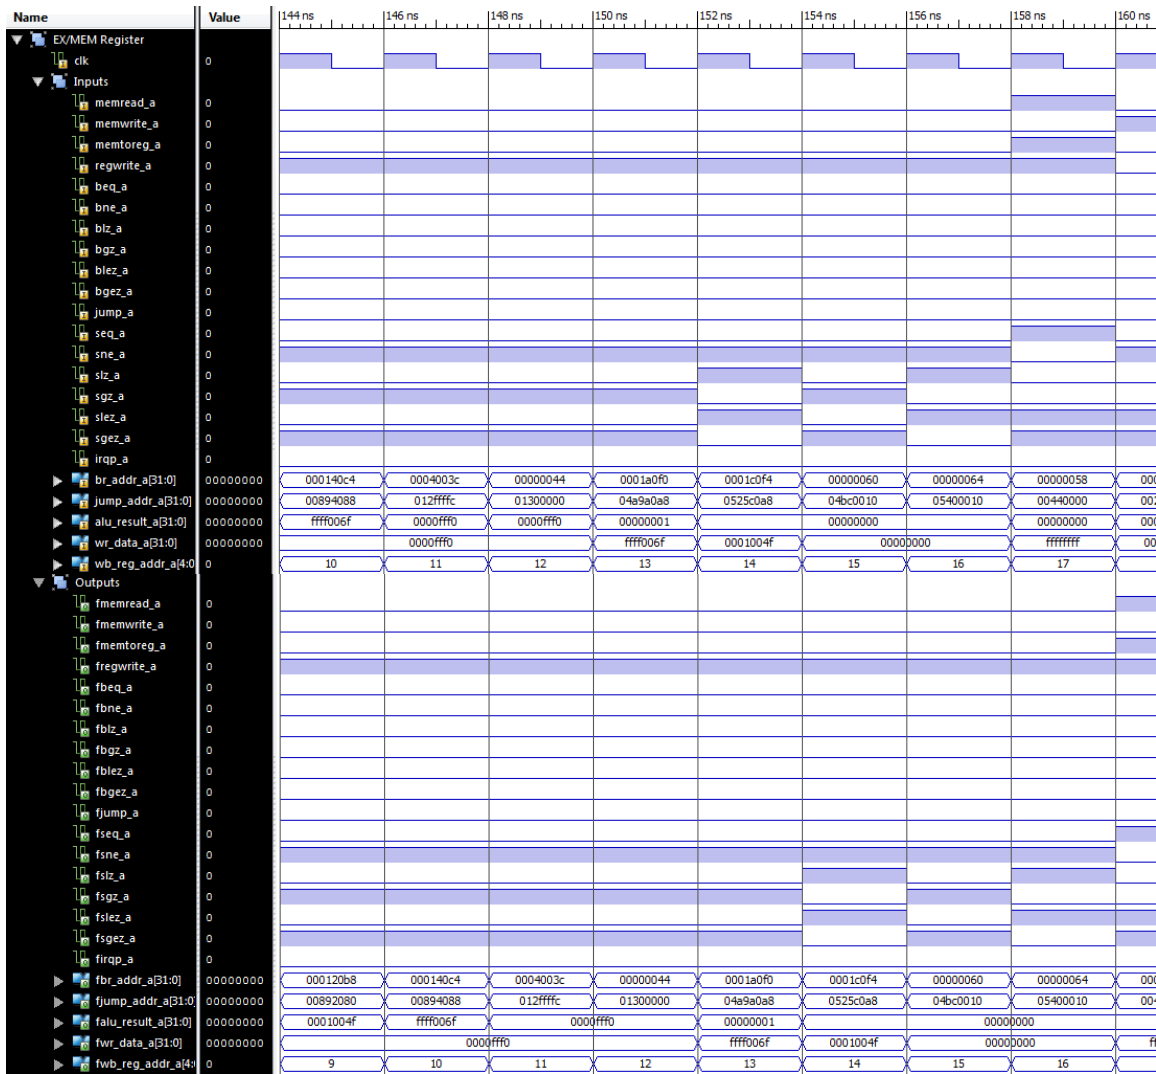 Name Value 144 ns 146 ns 148 ns 150 ns 152 ns 154 ns 156 ns 158 ns 160 ns
EX/MEM Register
clk 0
Inputs
memread_a 0
memwrite_a 0
memtoreg_a 0
regwrite_a 0
beq_a 0
bne_a 0
blz_a 0
bgz_a 0
blez_a 0
bgez_a 0
jump_a 0
seq_a 0
sne_a 0
slz_a 0
sgz_a 0
slez_a 0
sgez_a 0
irqp_a 0
br_addr_a[31:0] 00000000 000140c4 0004003c 00000044 0001a0f0 0001c0f4 00000060 00000064 00000058 000
jump_addr_a[31:0] 00000000 00894088 012ffffc 01300000 04a9a0a8 0525c0a8 04bc0010 05400010 00440000 002
alu_result_a[31:0] 00000000 ffff006f 0000fff0 0000fff0 00000001 00000000 00000000 000
wr_data_a[31:0] 00000000 0000fff0 ffff006f 0001004f 00000000 ffffffff 00
wb_reg_addr_a[4:0 0 10 11 12 13 14 15 16 17
Outputs
fmemread_a 0
fmemwrite_a 0
fmemtoreg_a 0
fregwrite_a 0
fbeq_a 0
fbne_a 0
fblz_a 0
fbgz_a 0
fblez_a 0
fbgez_a 0
fjump_a 0
fseq_a 0
fsne_a 0
fslz_a 0
fsgz_a 0
fslez_a 0
fsgez_a 0
firqp_a 0
fbr_addr_a[31:0] 00000000 000120b8 000140c4 0004003c 00000044 0001a0f0 0001c0f4 00000060 00000064 000
fjump_addr_a[31:0 00000000 00892080 00894088 012ffffc 01300000 04a9a0a8 0525c0a8 04bc0010 05400010 004
falu_result_a[31:0] 00000000 0001004f ffff006f 0000fff0 00000001 00000000
fwr_data_a[31:0] 00000000 0000fff0 ffff006f 0001004f 00000000 ff
fwb_reg_addr_a[4: 0 9 10 11 12 13 14 15 16